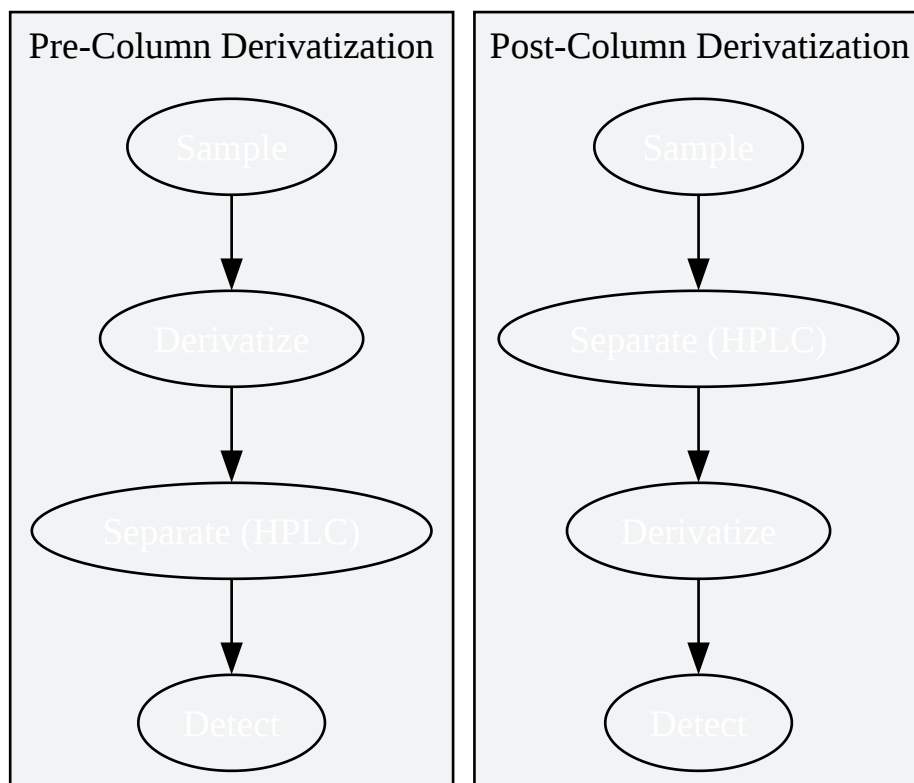 Pre-Column Derivatization
Sample
Derivatize
Separate (HPLC)
Detect
Post-Column Derivatization
Sample
Separate (HPLC)
Derivatize
Detect